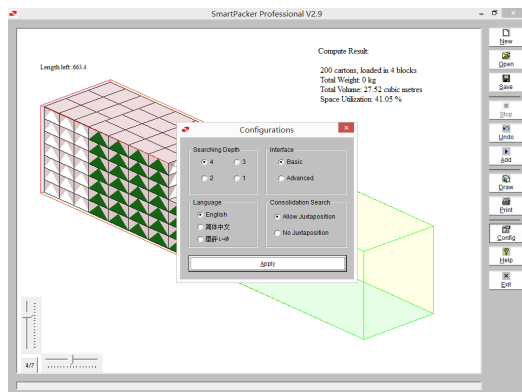 SmartPacker Professional V2.9
Compute Result:
Length left: 663.4
200 cartons, loaded in 4 blocks
Total Weight: 0 kg
Total Volume: 27.52 cubic metres
Space Utilization: 41.05 %
Configurations
Searching Depth
4 3
2 1
Interface
Basic
Advanced
Language
English
简体中文
Consolidation Search
Allow Juxtaposition
No Juxtaposition
Apply
4/7
New
Open
Save
Stop
Undo
Add
Draw
Print
Config
Help
Exit